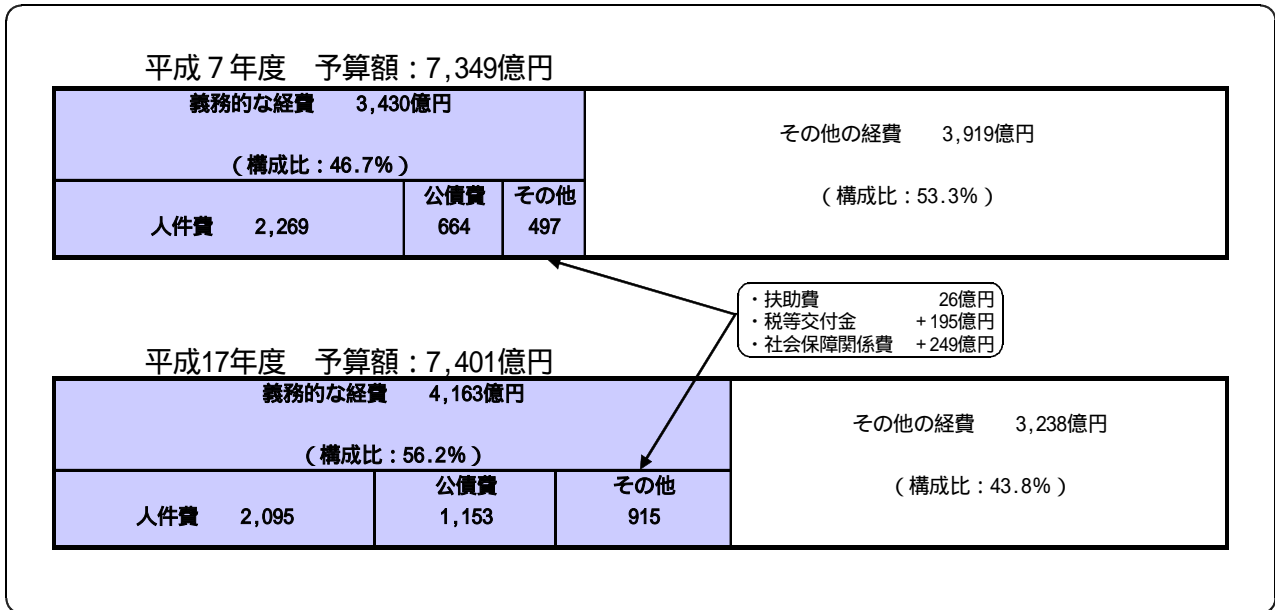 平成７年度　予算額：7,349億円
義務的な経費　3,430億円
（構成比：46.7%）
人件費　2,269
公債費
664
その他
497
その他の経費　3,919億円
（構成比：53.3%）
・扶助費　26億円
・税等交付金　+195億円
・社会保障関係費　+249億円
平成17年度　予算額：7,401億円
義務的な経費　4,163億円
（構成比：56.2%）
人件費　2,095
公債費
1,153
その他
915
その他の経費　3,238億円
（構成比：43.8%）